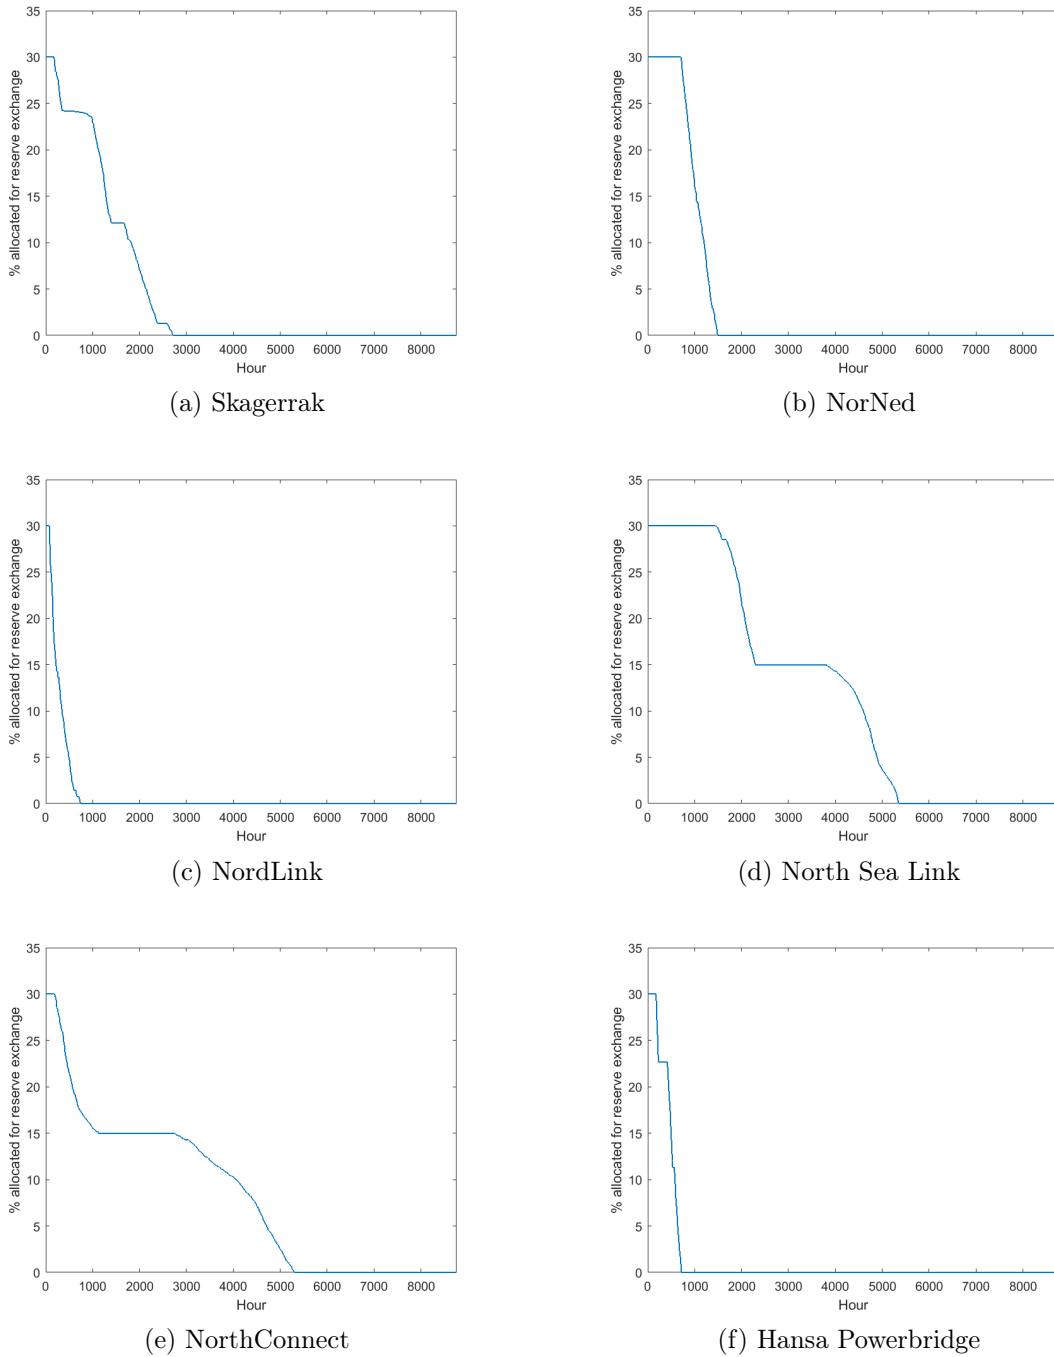 35
30
25
20
15
10
5
0
% allocated for reserve exchange
0 1000 2000 3000 4000 5000 6000 7000 8000
Hour
(a) Skagerrak
35
30
25
20
15
10
5
0
% allocated for reserve exchange
0 1000 2000 3000 4000 5000 6000 7000 8000
Hour
(b) NorNed
35
30
25
20
15
10
5
0
% allocated for reserve exchange
0 1000 2000 3000 4000 5000 6000 7000 8000
Hour
(c) NordLink
35
30
25
20
15
10
5
0
% allocated for reserve exchange
0 1000 2000 3000 4000 5000 6000 7000 8000
Hour
(d) North Sea Link
35
30
25
20
15
10
5
0
% allocated for reserve exchange
0 1000 2000 3000 4000 5000 6000 7000 8000
Hour
(e) NorthConnect
35
30
25
20
15
10
5
0
% allocated for reserve exchange
0 1000 2000 3000 4000 5000 6000 7000 8000
Hour
(f) Hansa Powerbridge